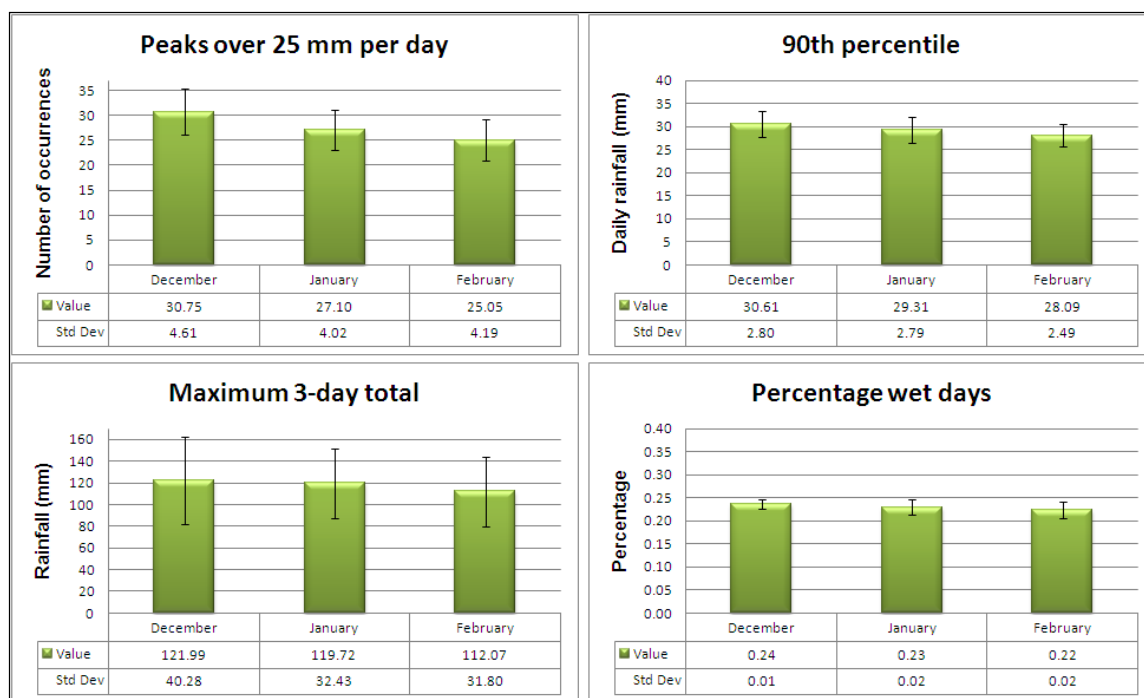 Peaks over 25 mm per day
Number of occurrences
35
30
25
20
15
10
5
0
December January February
Value 30.75 27.10 25.05
Std Dev 4.61 4.02 4.19
90th percentile
Daily rainfall (mm)
40
35
30
25
20
15
10
5
0
December January February
Value 30.61 29.31 28.09
Std Dev 2.80 2.79 2.49
Maximum 3-day total
Rainfall (mm)
160
140
120
100
80
60
40
20
0
December January February
Value 121.99 119.72 112.07
Std Dev 40.28 32.43 31.80
Percentage wet days
Percentage
0.40
0.35
0.30
0.25
0.20
0.15
0.10
0.05
0.00
December January February
Value 0.24 0.23 0.22
Std Dev 0.01 0.02 0.02